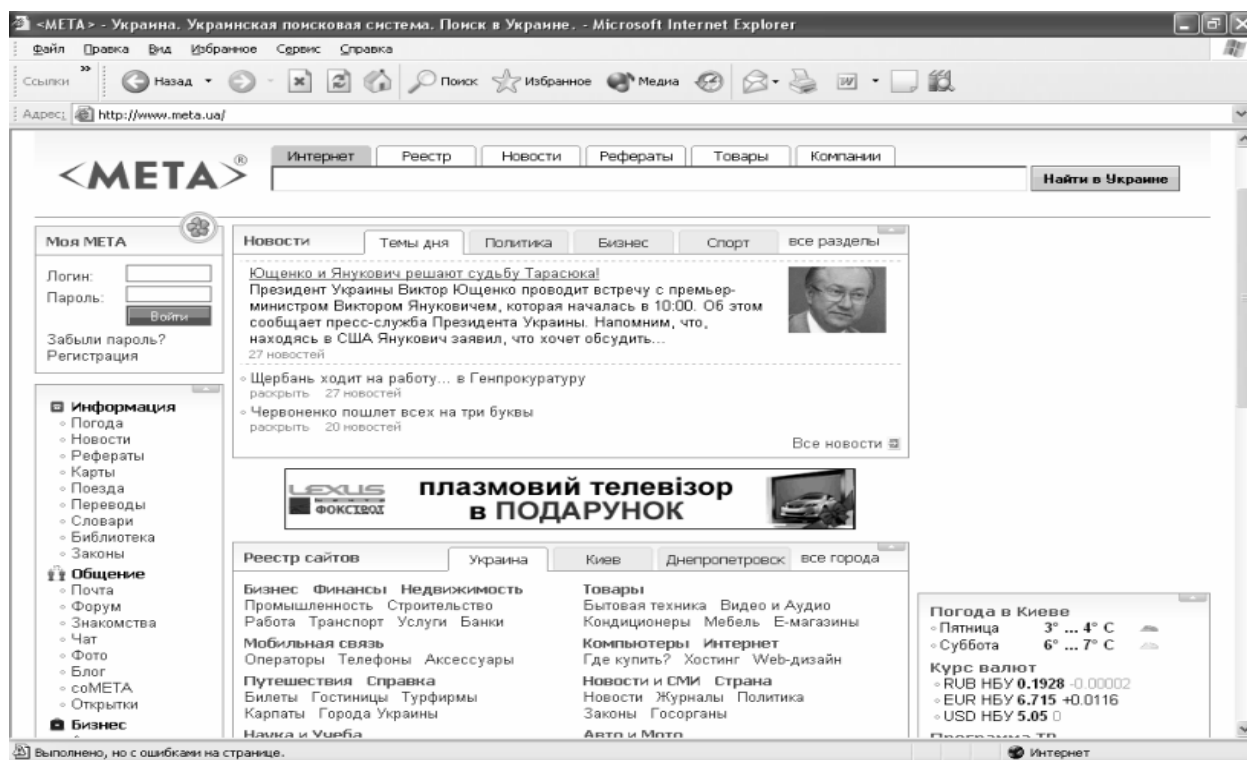 <META> - Украина. Украинская поисковая система. Поиск в Украине. - Microsoft Internet Explorer
Файл Правка Вид Избранное Сервис Справка
Ссылки » Назад Поиск Избранное Медиа
Адрес: http://www.meta.ua/
<META>® Интернет Реестр Новости Рефераты Товары Компании
Найти в Украине
Моя МЕТА
Логин:
Пароль:
Войти
Забыли пароль?
Регистрация
Информация
Погода
Новости
Рефераты
Карты
Поезда
Переводы
Словари
Библиотека
Законы
Общение
Почта
Форум
Знакомства
Чат
Фото
Блог
соМЕТА
Открытки
Бизнес
Новости Темы дня Политика Бизнес Спорт все разделы
Ющенко и Янукович решают судьбу Тарасюка!
Президент Украины Виктор Ющенко проводит встречу с премьер-
министром Виктором Януковичем, которая началась в 10:00. Об этом
сообщает пресс-служба Президента Украины. Напомним, что,
находясь в США Янукович заявил, что хочет обсудить...
27 новостей
Щербань ходит на работу... в Генпрокуратуру
раскрыть 27 новостей
Червоненко пошлет всех на три буквы
раскрыть 20 новостей
Все новости
LEXUS
ФОКСТРОТ
плазмовий телевізор
в ПОДАРУНОК
Реестр сайтов Украина Киев Днепропетровск все города
Бизнес Финансы Недвижимость
Промышленность Строительство
Работа Транспорт Услуги Банки
Мобильная связь
Операторы Телефоны Аксессуары
Путешествия Справка
Билеты Гостиницы Турфирмы
Карпаты Города Украины
Наука и Учеба
Товары
Бытовая техника Видео и Аудио
Кондиционеры Мебель Е-магазины
Компьютеры Интернет
Где купить? Хостинг Web-дизайн
Новости и СМИ Страна
Новости Журналы Политика
Законы Госорганы
Авто и Мото
Погода в Киеве
Пятница 3° ... 4° C
Суббота 6° ... 7° C
Курс валют
RUB НБУ 0.1928 -0.00002
EUR НБУ 6.715 +0.0116
USD НБУ 5.05 0
Программа ТВ
Выполнено, но с ошибками на странице.
Интернет